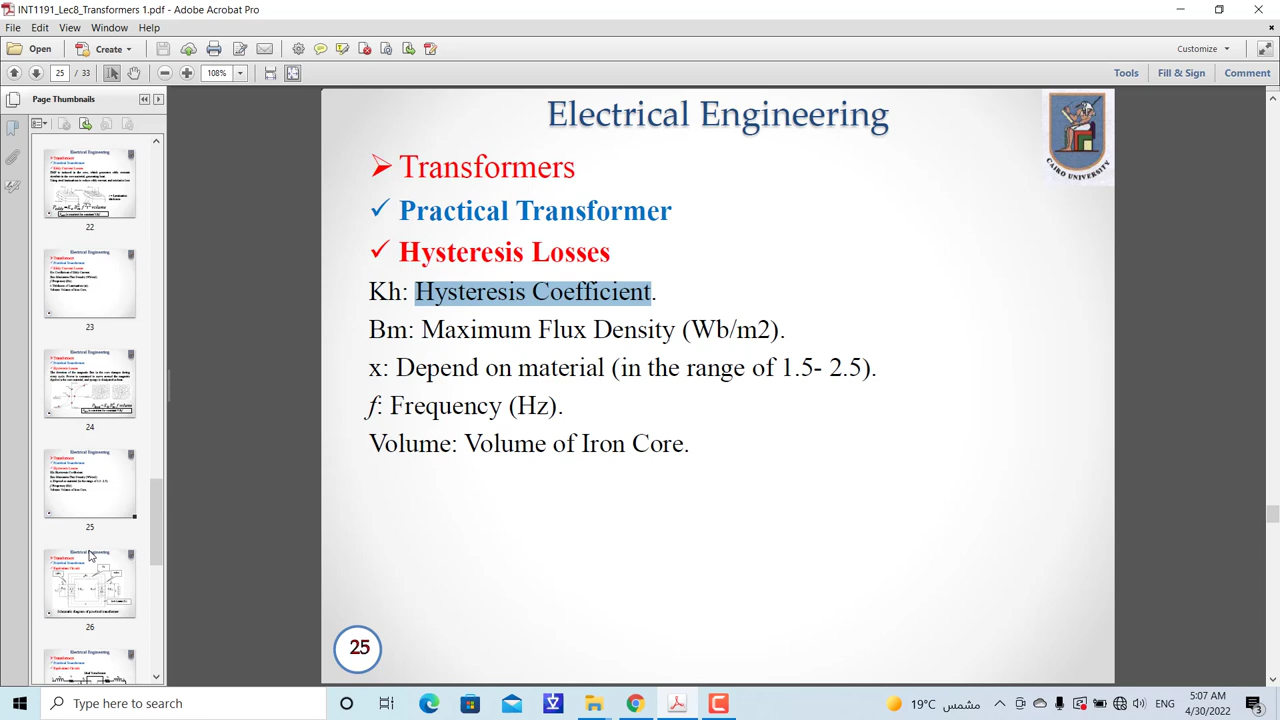 INT1191_Lec8_Transformers 1.pdf - Adobe Acrobat Pro
File Edit View Window Help
Open Create Customize
25 / 33 108% Tools Fill & Sign Comment
Page Thumbnails
22
23
24
25
26
Electrical Engineering
CAIRO UNIVERSITY
Transformers
Practical Transformer
Hysteresis Losses
Kh: Hysteresis Coefficient.
Bm: Maximum Flux Density (Wb/m2).
x: Depend on material (in the range of 1.5- 2.5).
f: Frequency (Hz).
Volume: Volume of Iron Core.
25
Type here to search
19°C مشمس
ENG
5:07 AM
4/30/2022
3